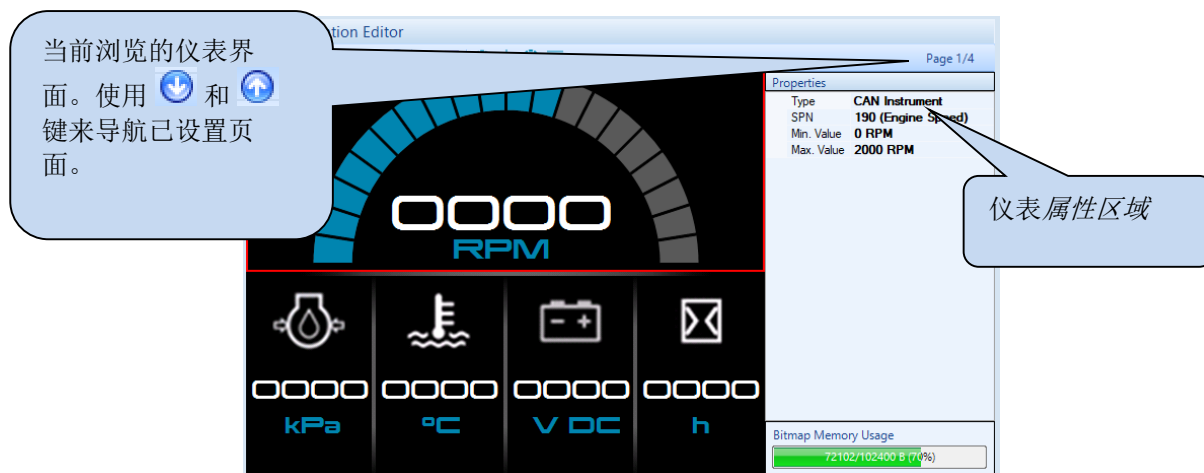 当前浏览的仪表界
面。使用 和
键来导航已设置页
面。
tion Editor
Page 1/4
Properties
Type CAN Instrument
SPN 190 (Engine Speed)
Min. Value 0 RPM
Max. Value 2000 RPM
仪表属性区域
0000
RPM
0000 0000 0000 0000
kPa ºC V DC h
Bitmap Memory Usage
72102/102400 B (70%)